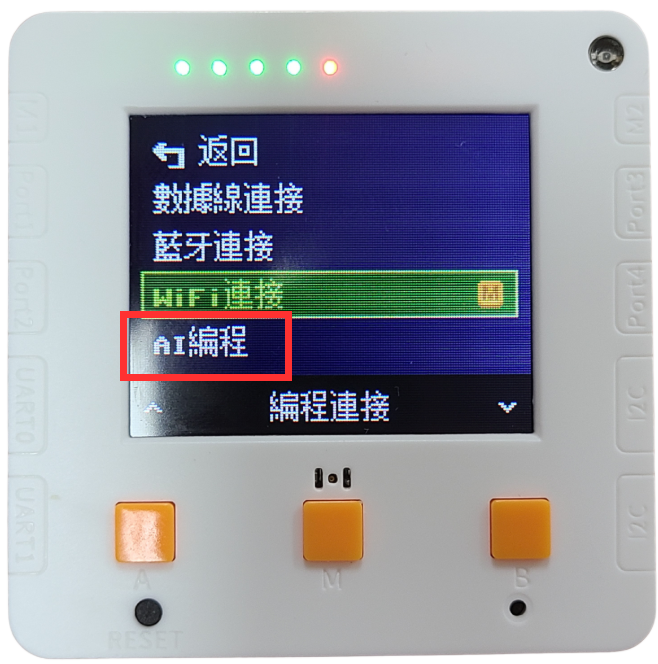 返回
數據線連接
藍牙連接
WiFi連接
M
AI編程
編程連接
M1
Port1
Port2
UART0
UART1
M2
Port3
Port4
I2C
I2C
A
M
B
RESET